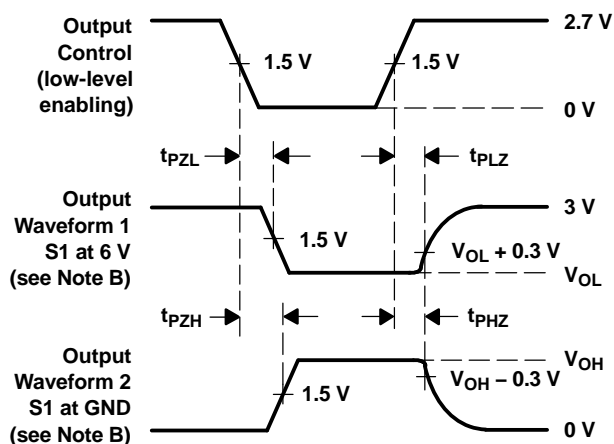 Output
Control
(low-level
enabling)
2.7 V
1.5 V
1.5 V
0 V
tPZL
tPLZ
Output
Waveform 1
S1 at 6 V
(see Note B)
3 V
1.5 V
VOL + 0.3 V
VOL
tPZH
tPHZ
Output
Waveform 2
S1 at GND
(see Note B)
VOH
1.5 V
VOH − 0.3 V
0 V